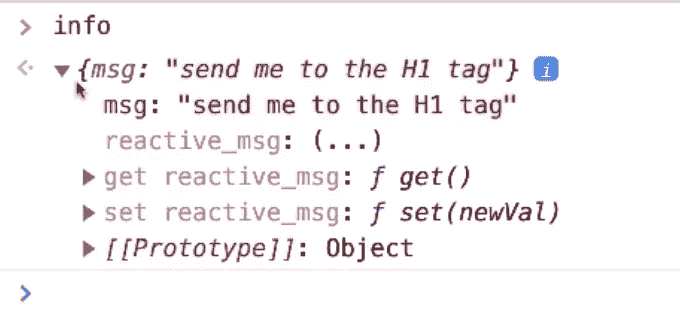 info
{msg: "send me to the H1 tag"} i
msg: "send me to the H1 tag"
reactive_msg: (...)
get reactive_msg: ƒ get()
set reactive_msg: ƒ set(newVal)
[[Prototype]]: Object